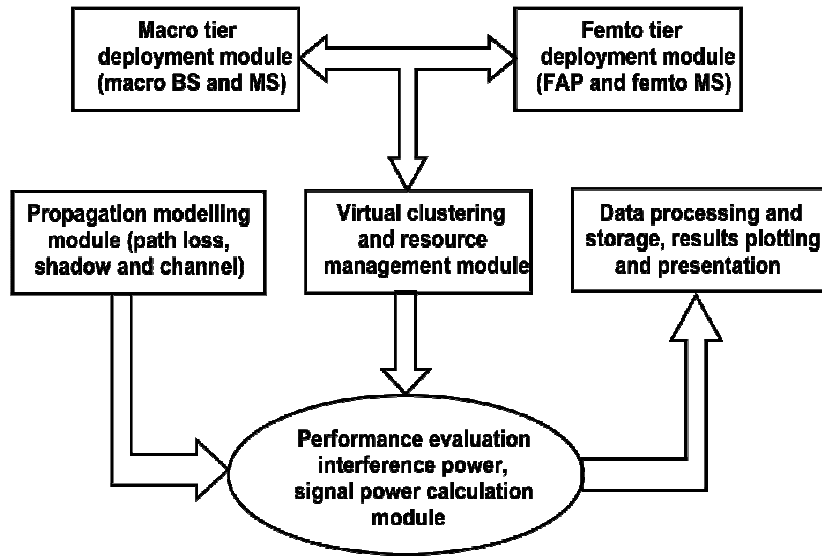 Macro tier
deployment module
(macro BS and MS)
Femto tier
deployment module
(FAP and femto MS)
Propagation modelling
module (path loss,
shadow and channel)
Virtual clustering
and resource
management module
Data processing and
storage, results plotting
and presentation
Performance evaluation
interference power,
signal power calculation
module